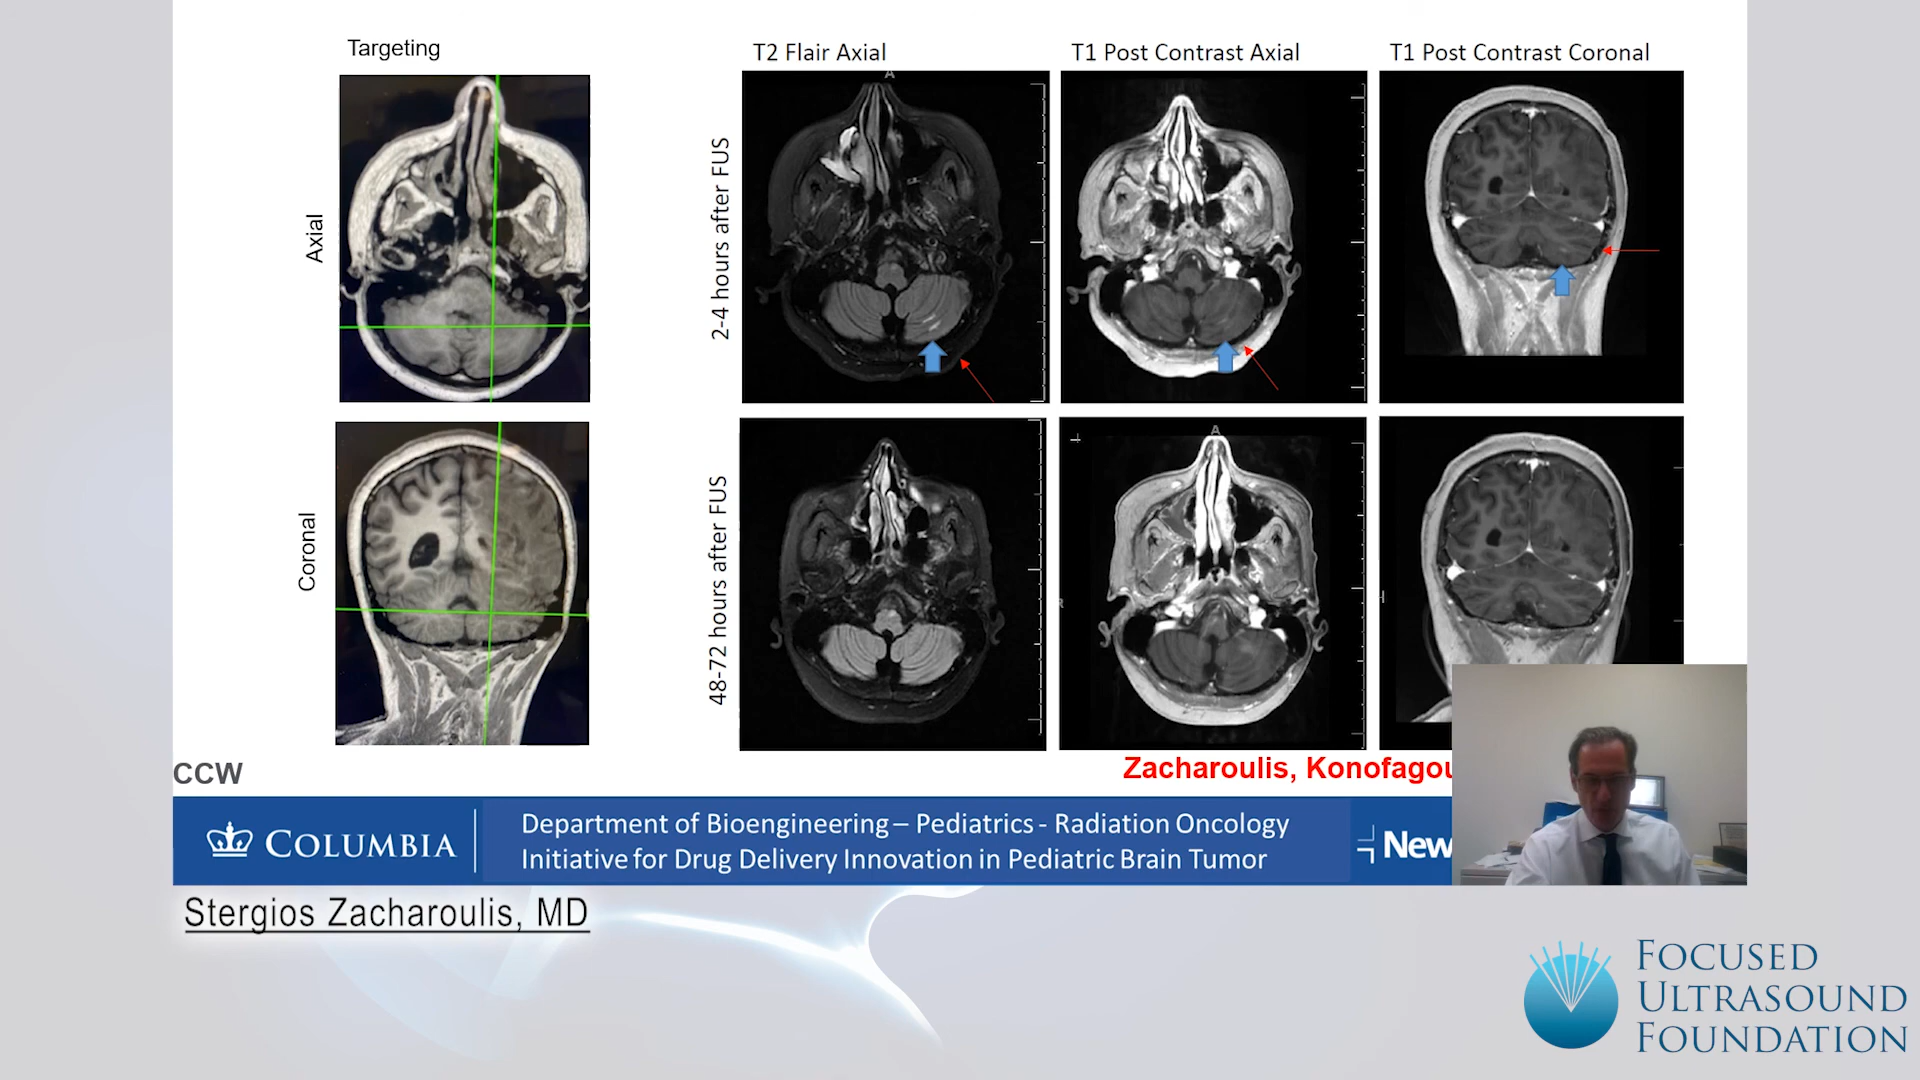 Targeting
T2 Flair Axial
T1 Post Contrast Axial
T1 Post Contrast Coronal
A
Axial
2-4 hours after FUS
A
Coronal
48-72 hours after FUS
R
H
CCW
Zacharoulis,
COLUMBIA
Department of Bioengineering – Pediatrics - Radiation Oncology
Initiative for Drug Delivery Innovation in Pediatric Brain Tumor
New
Stergios Zacharoulis, MD
FOCUSED
ULTRASOUND
FOUNDATION